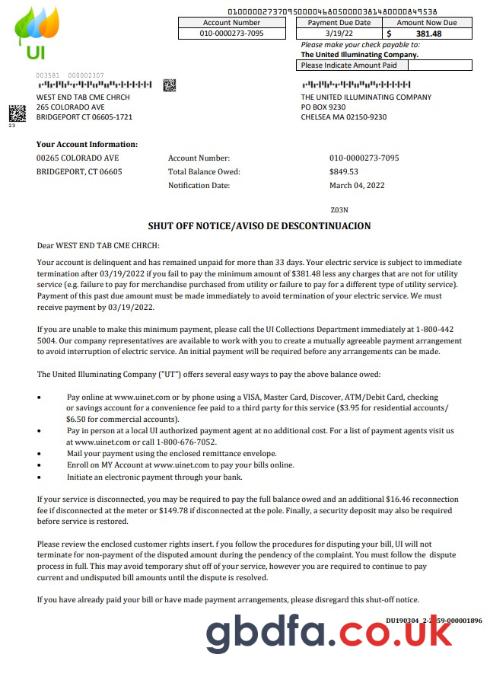 01000000273709500004680500003814800000849538
Account Number
010-0000273-7095
Payment Due Date
Amount Now Due
3/19/22
$ 381.48
Please make your check payable to:
The United Illuminating Company.
Please Indicate Amount Paid
UI
003581 000002307
WEST END TAB CME CHRCH
265 COLORADO AVE
BRIDGEPORT CT 06605-1721
THE UNITED ILLUMINATING COMPANY
PO BOX 9230
CHELSEA MA 02150-9230
Your Account Information:
00265 COLORADO AVE
BRIDGEPORT, CT 06605
Account Number: 010-0000273-7095
Total Balance Owed: $849.53
Notification Date: March 04, 2022
Z03N
SHUT OFF NOTICE/AVISO DE DESCONTINUACION
Dear WEST END TAB CME CHRCH:
Your account is delinquent and has remained unpaid for more than 33 days. Your electric service is subject to immediate
termination after 03/19/2022 if you fail to pay the minimum amount of $381.48 less any charges that are not for utility
service (e.g. failure to pay for merchandise purchased from utility or failure to pay for a different type of utility service).
Payment of this past due amount must be made immediately to avoid termination of your electric service. We must
receive payment by 03/19/2022.
If you are unable to make this minimum payment, please call the UI Collections Department immediately at 1-800-442
5004. Our company representatives are available to work with you to create a mutually agreeable payment arrangement
to avoid interruption of electric service. An initial payment will be required before any arrangements can be made.
The United Illuminating Company ("UT") offers several easy ways to pay the above balance owed:
• Pay online at www.uinet.com or by phone using a VISA, Master Card, Discover, ATM/Debit Card, checking
or savings account for a convenience fee paid to a third party for this service ($3.95 for residential accounts/
$6.50 for commercial accounts).
• Pay in person at a local UI authorized payment agent at no additional cost. For a list of payment agents visit us
at www.uinet.com or call 1-800-676-7052.
• Mail your payment using the enclosed remittance envelope.
• Enroll on MY Account at www.uinet.com to pay your bills online.
• Initiate an electronic payment through your bank.
If your service is disconnected, you may be required to pay the full balance owed and an additional $16.46 reconnection
fee if disconnected at the meter or $149.78 if disconnected at the pole. Finally, a security deposit may also be required
before service is restored.
Please review the enclosed customer rights insert. f you follow the procedures for disputing your bill, UI will not
terminate for non-payment of the disputed amount during the pendency of the complaint. You must follow the dispute
process in full. This may avoid temporary shut off of your service, however you are required to continue to pay
current and undisputed bill amounts until the dispute is resolved.
If you have already paid your bill or have made payment arrangements, please disregard this shut-off notice.
gbdfa.co.uk